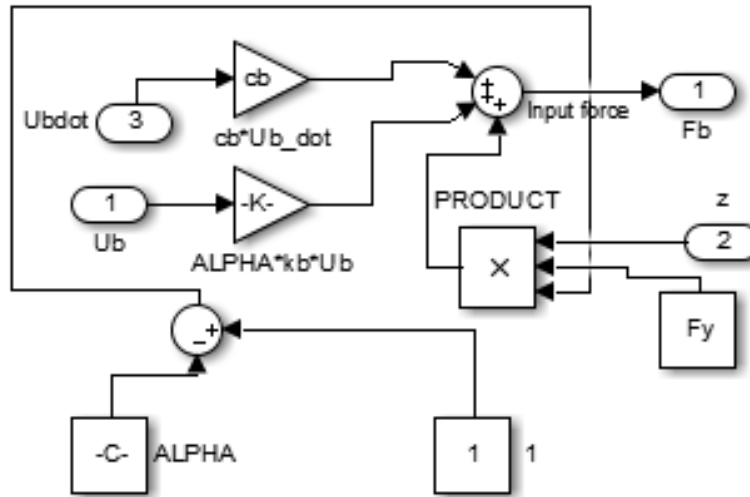 cb
Ubdot
3
cb*Ub_dot
+
+
+
Input force
1
Fb
1
Ub
-K-
ALPHA*kb*Ub
PRODUCT
×
z
2
Fy
-
+
-C-
ALPHA
1
1